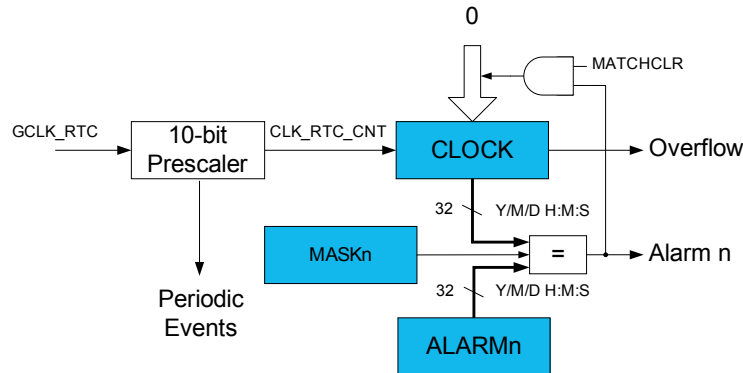 0
MATCHCLR
GCLK_RTC
10-bit
Prescaler
CLK_RTC_CNT
CLOCK
Overflow
32
Y/M/D H:M:S
MASKn
=
Alarm n
32
Y/M/D H:M:S
Periodic
Events
ALARMn